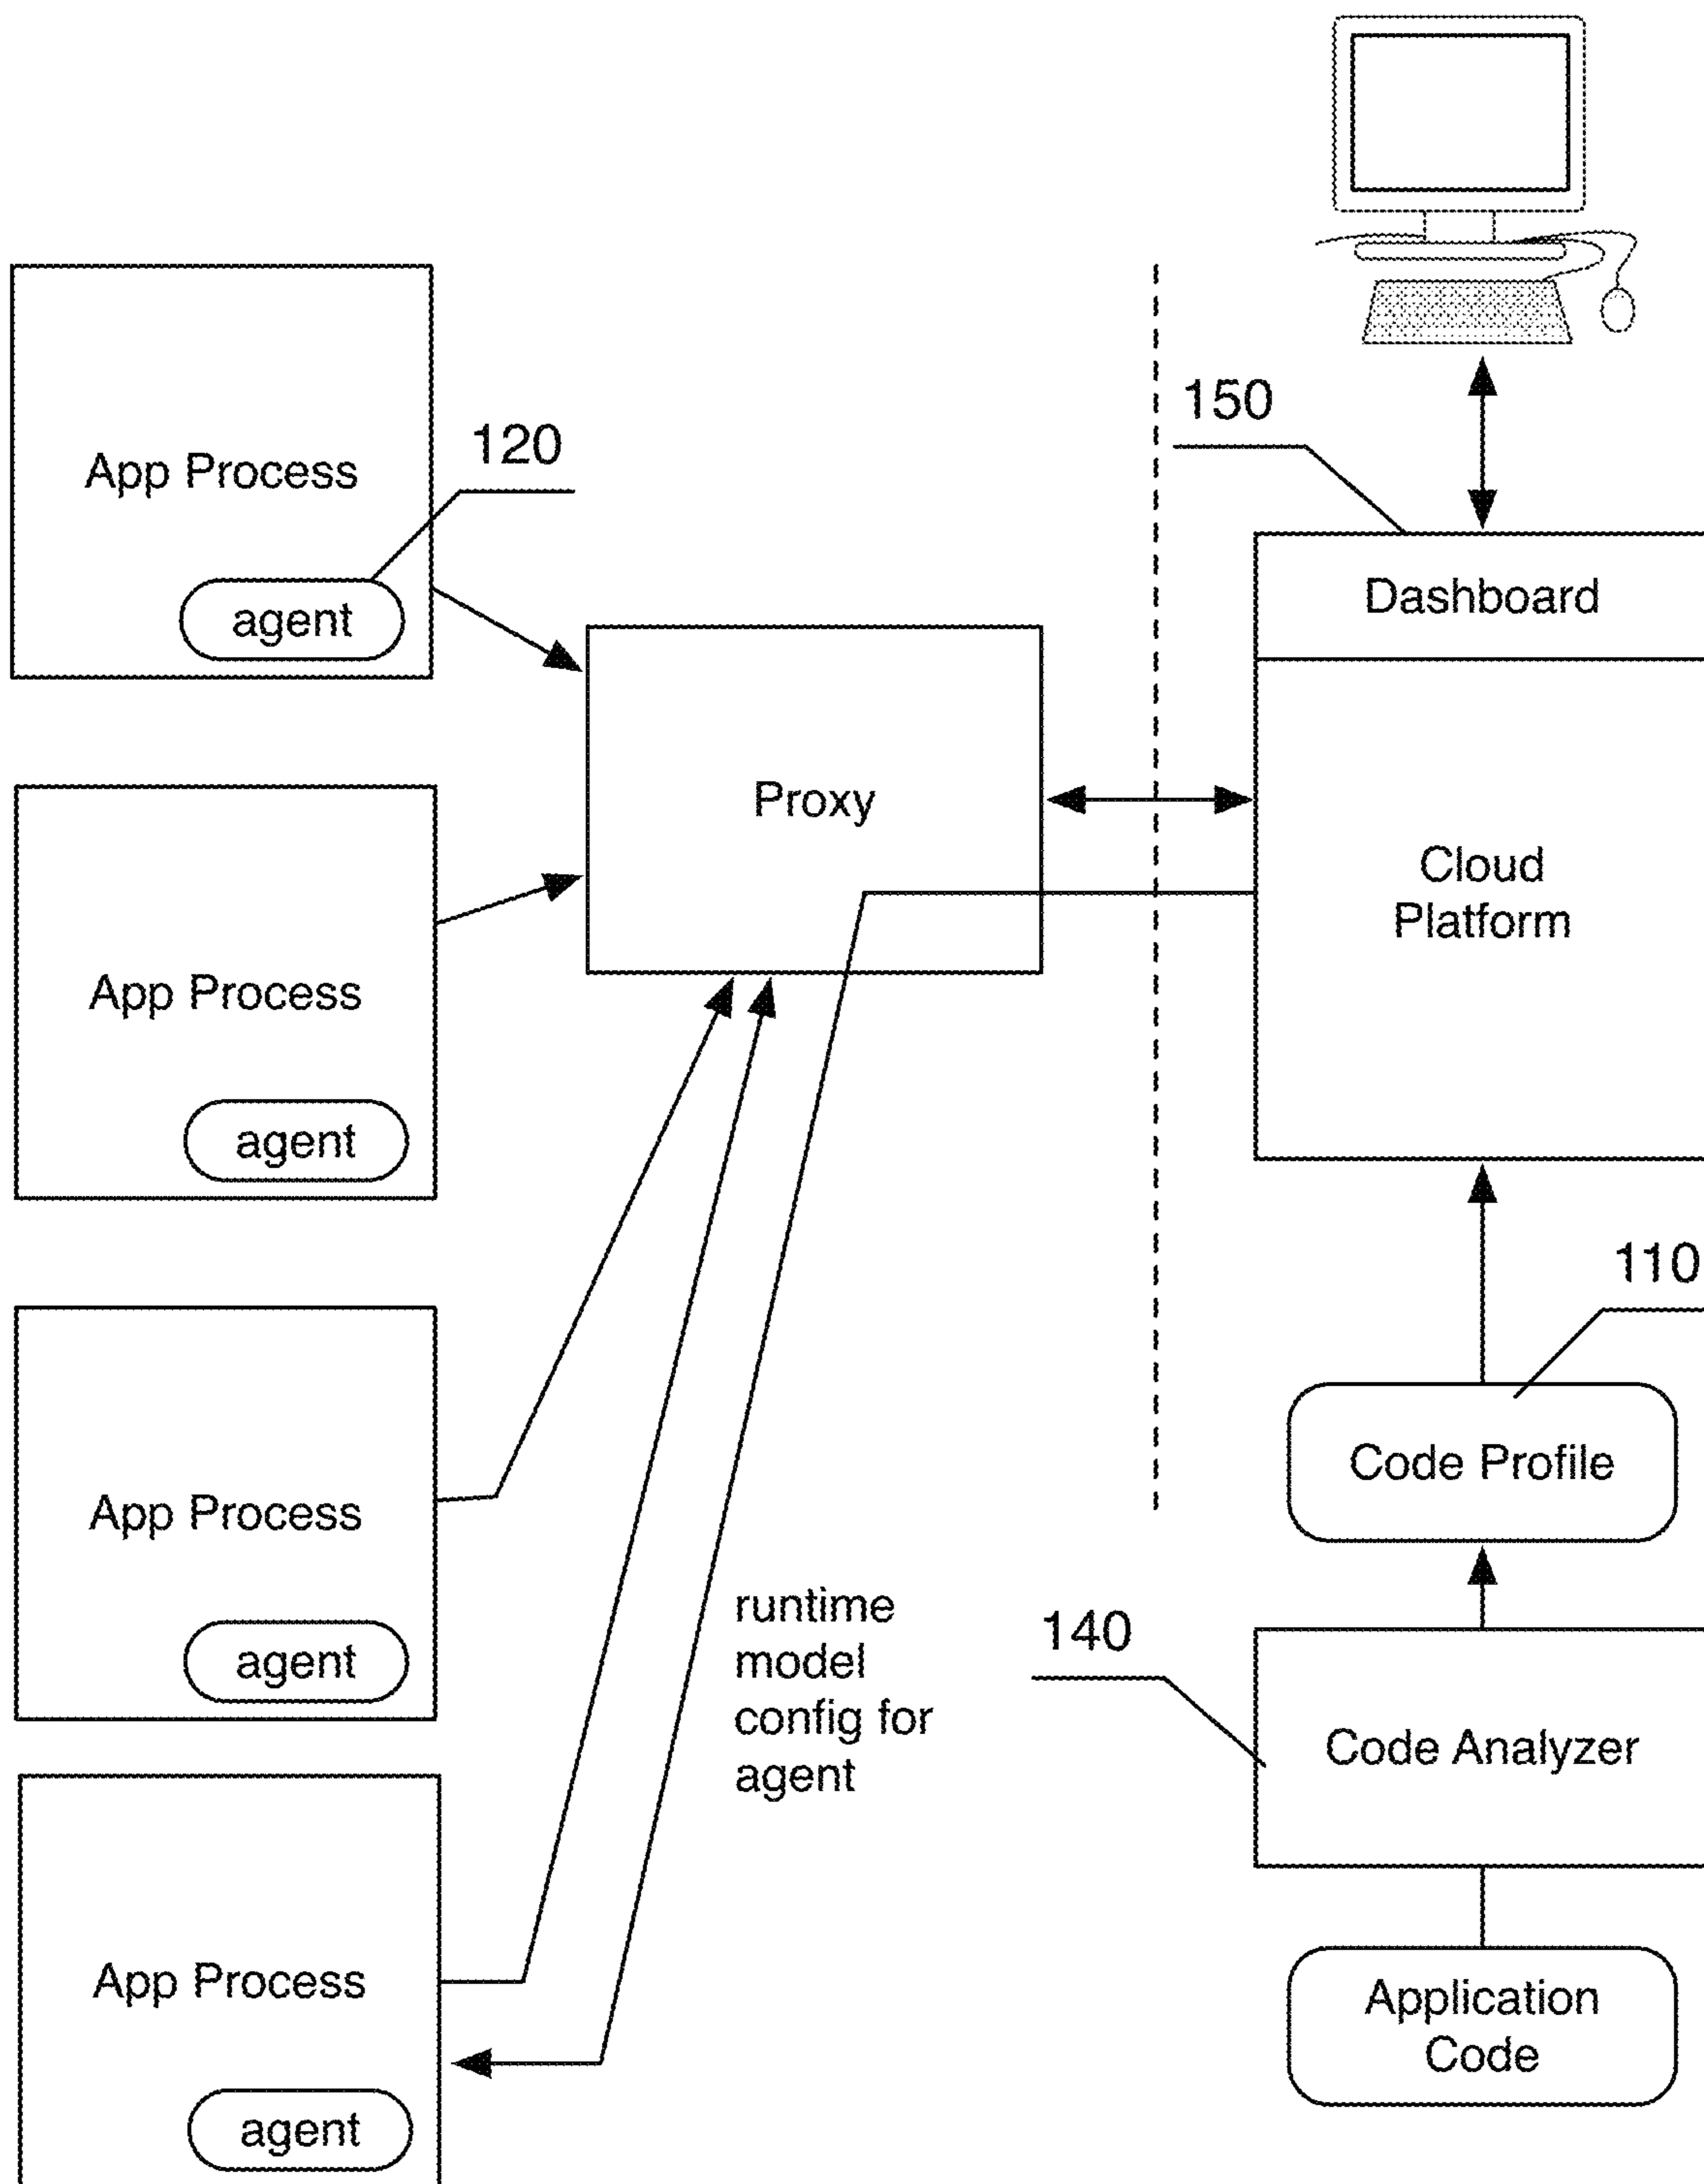 150
120
App Process
agent
Dashboard
Proxy
Cloud
Platform
App Process
agent
110
Code Profile
App Process
agent
runtime
model
config for
agent
140
Code Analyzer
App Process
agent
Application
Code